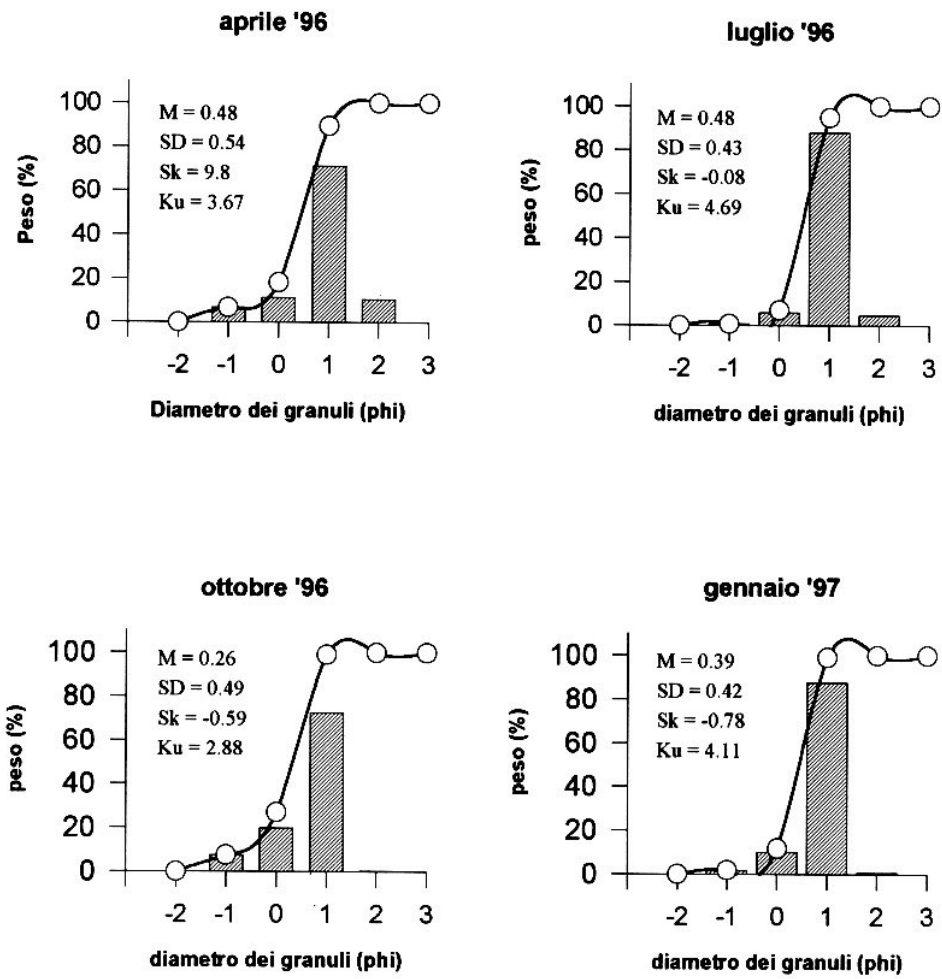 aprile '96
Peso (%)
100
80
60
40
20
0
M = 0.48
SD = 0.54
Sk = 9.8
Ku = 3.67
-2 -1 0 1 2 3
Diametro dei granuli (phi)
luglio '96
peso (%)
100
80
60
40
20
0
M = 0.48
SD = 0.43
Sk = -0.08
Ku = 4.69
-2 -1 0 1 2 3
diametro dei granuli (phi)
ottobre '96
peso (%)
100
80
60
40
20
0
M = 0.26
SD = 0.49
Sk = -0.59
Ku = 2.88
-2 -1 0 1 2 3
diametro dei granuli (phi)
gennaio '97
peso (%)
100
80
60
40
20
0
M = 0.39
SD = 0.42
Sk = -0.78
Ku = 4.11
-2 -1 0 1 2 3
diametro dei granuli (phi)